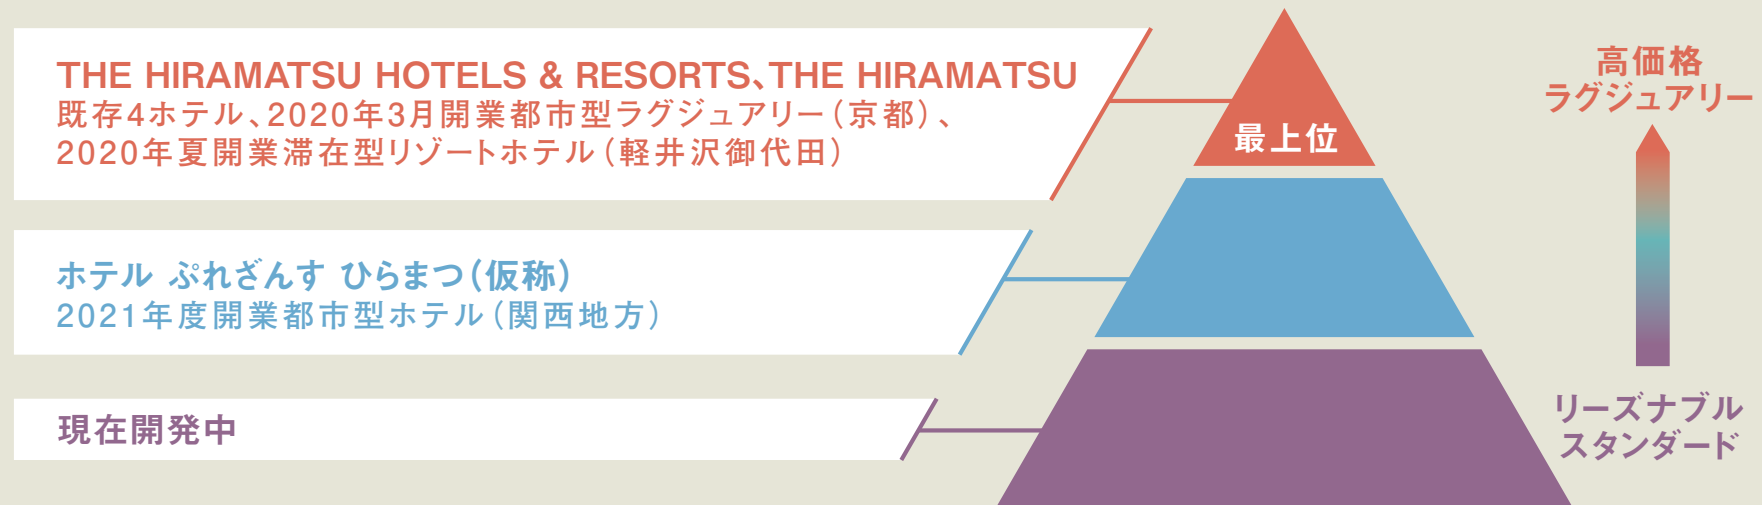 THE HIRAMATSU HOTELS & RESORTS、THE HIRAMATSU
既存4ホテル、2020年3月開業都市型ラグジュアリー（京都）、
2020年夏開業滞在型リゾートホテル（軽井沢御代田）
最上位
高価格
ラグジュアリー
ホテル ぷれざんす ひらまつ（仮称）
2021年度開業都市型ホテル（関西地方）
現在開発中
リーズナブル
スタンダード